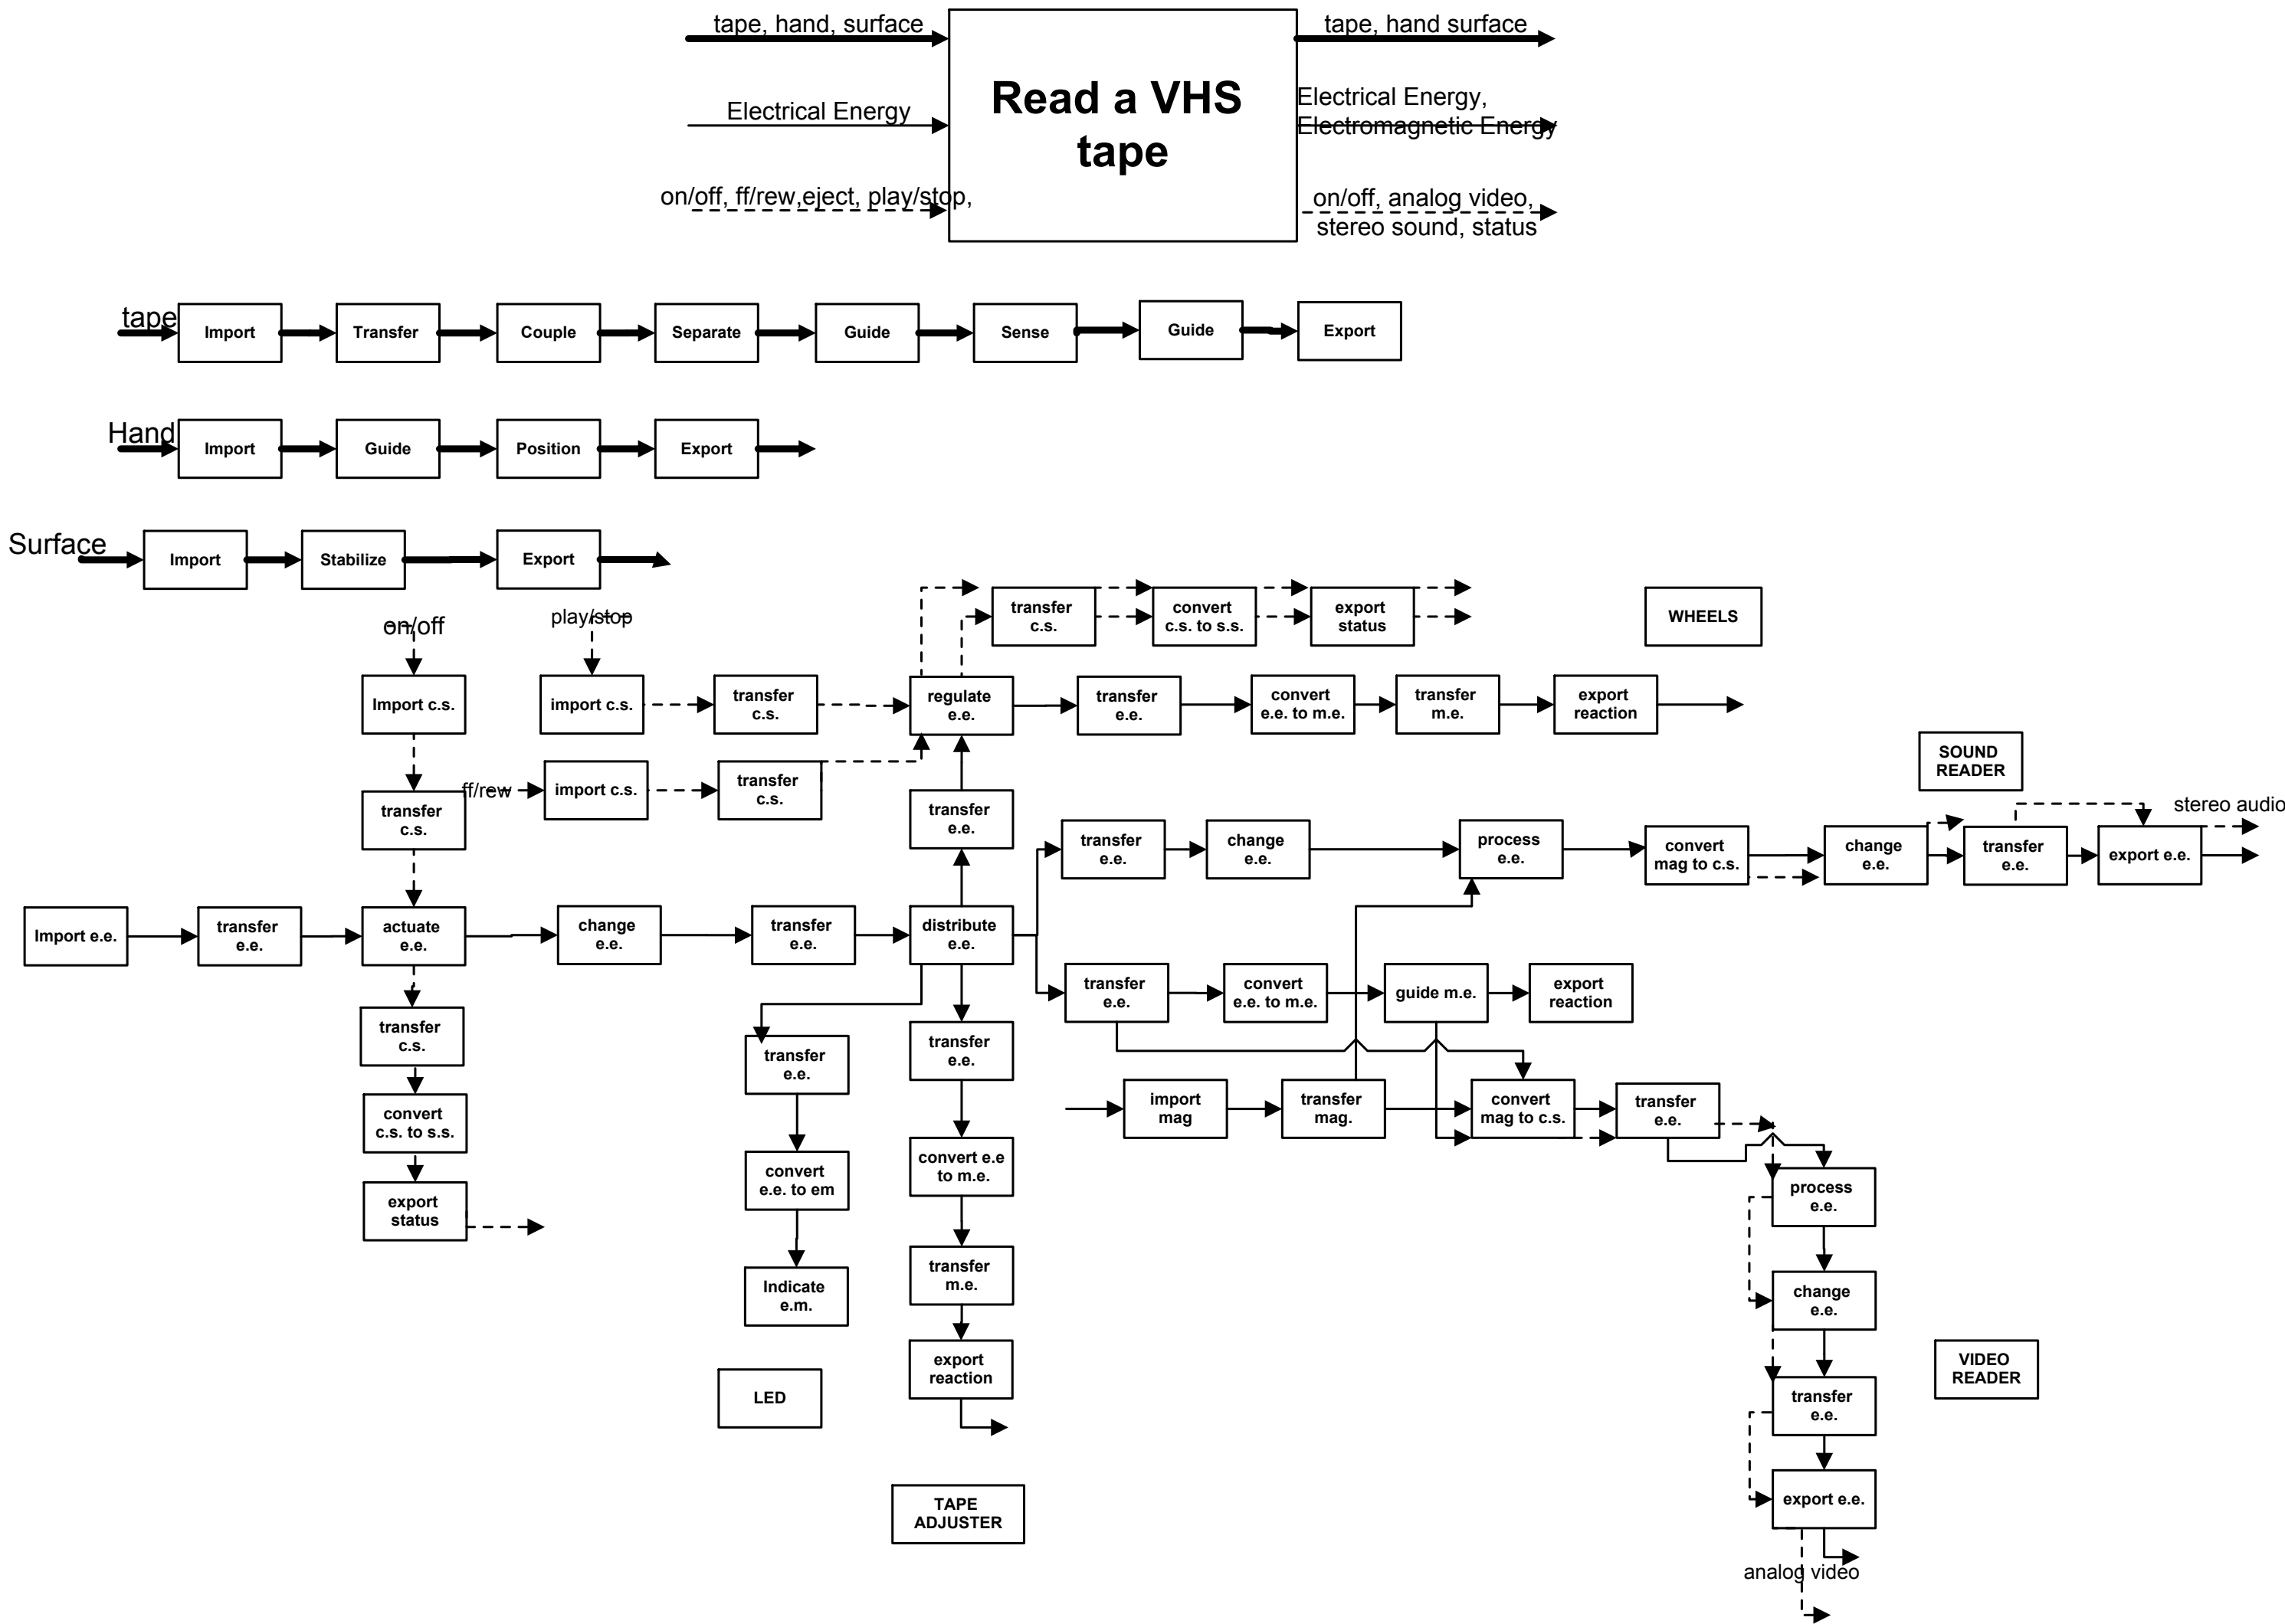 tape, hand, surface
tape, hand surface
Read a VHS
tape
Electrical Energy
Electrical Energy,
Electromagnetic Energy
on/off, ff/rew,eject, play/stop,
on/off, analog video,
stereo sound, status
tape
Import
Transfer
Couple
Separate
Guide
Sense
Guide
Export
Hand
Import
Guide
Position
Export
Surface
Import
Stabilize
Export
on/off
play/stop
transfer
c.s.
convert
c.s. to s.s.
export
status
WHEELS
Import c.s.
import c.s.
transfer
c.s.
regulate
e.e.
transfer
e.e.
convert
e.e. to m.e.
transfer
m.e.
export
reaction
SOUND
READER
transfer
c.s.
ff/rew
import c.s.
transfer
c.s.
transfer
e.e.
stereo audio
transfer
e.e.
change
e.e.
process
e.e.
convert
mag to c.s.
change
e.e.
transfer
e.e.
export e.e.
Import e.e.
transfer
e.e.
actuate
e.e.
change
e.e.
transfer
e.e.
distribute
e.e.
transfer
e.e.
convert
e.e. to m.e.
guide m.e.
export
reaction
transfer
c.s.
transfer
e.e.
transfer
e.e.
import
mag
transfer
mag.
convert
mag to c.s.
transfer
e.e.
convert
c.s. to s.s.
convert
e.e. to em
convert e.e
to m.e.
process
e.e.
export
status
Indicate
e.m.
transfer
m.e.
change
e.e.
export
reaction
VIDEO
READER
LED
transfer
e.e.
TAPE
ADJUSTER
export e.e.
analog video